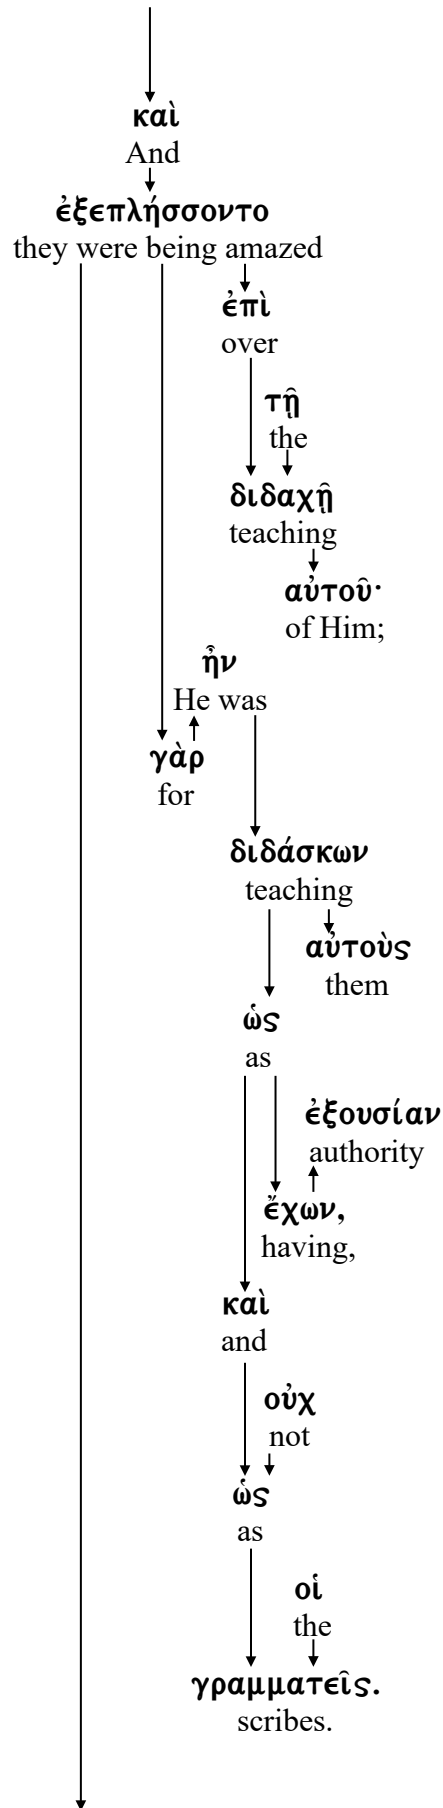 καὶ
And
ἐξεπλήσσοντο
they were being amazed
ἐπὶ
over
τῇ
the
διδαχῇ
teaching
αὐτοῦ·
of Him;
ἦν
He was
γὰρ
for
διδάσκων
teaching
αὐτοὺς
them
ὡς
as
ἐξουσίαν
authority
ἔχων,
having,
καὶ
and
οὐχ
not
ὡς
as
οἱ
the
γραμματεῖς.
scribes.